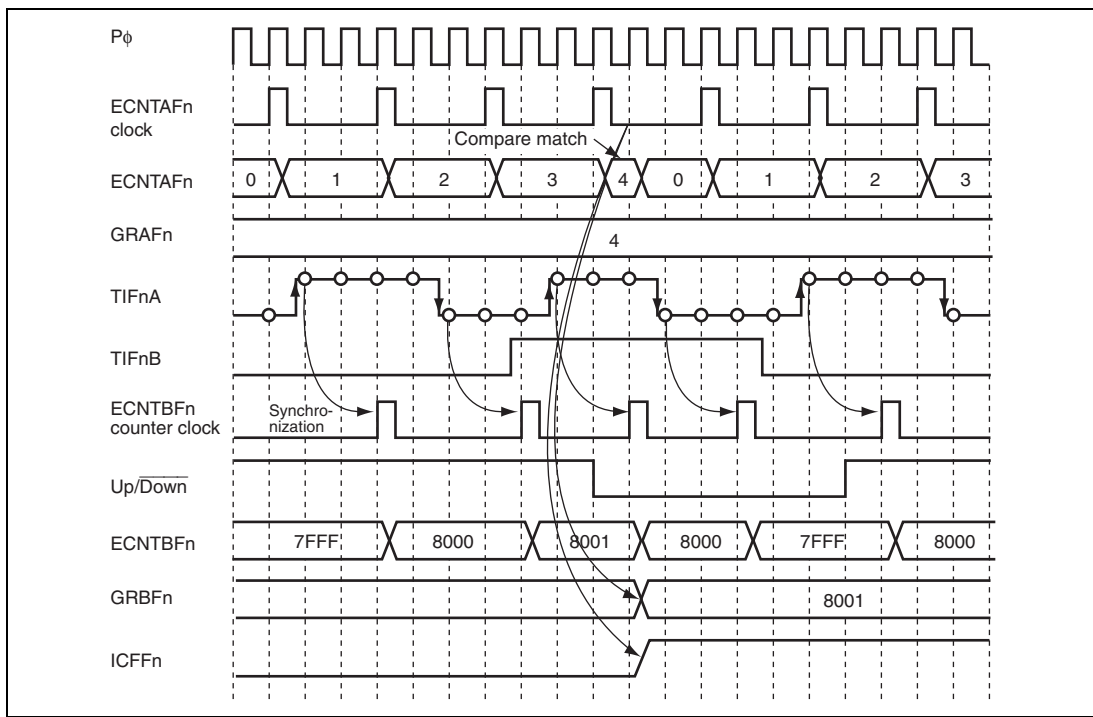 Pϕ
ECNTAFn
clock
Compare match
ECNTAFn
0 1 2 3 4 0 1 2 3
GRAFn
4
TIFnA
TIFnB
ECNTBFn
counter clock
Synchro-
nization
Up/Down
ECNTBFn
7FFF 8000 8001 8000 7FFF 8000
GRBFn
8001
ICFFn